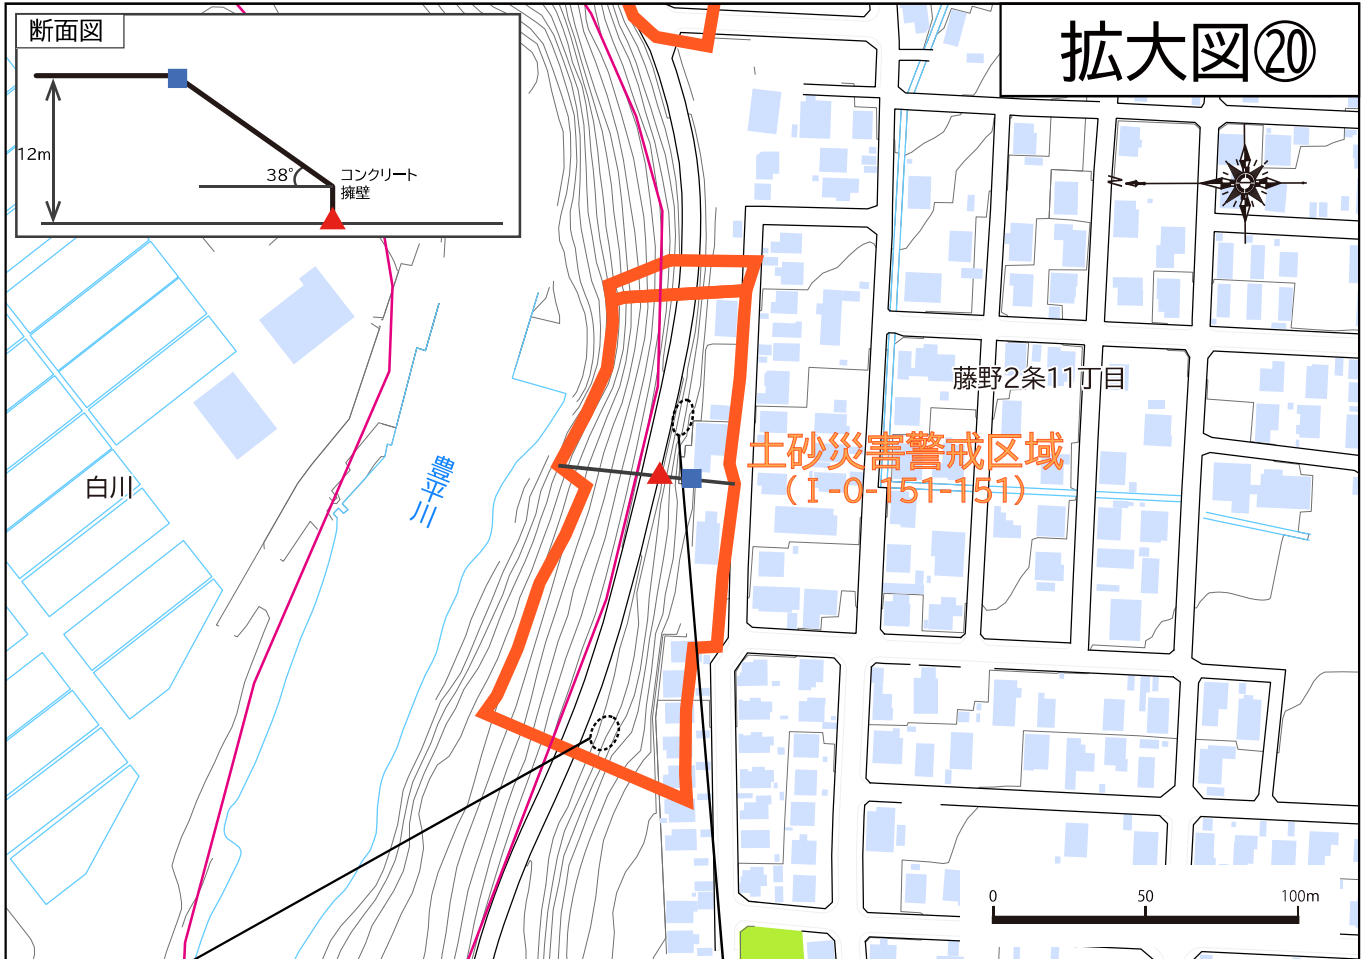 断面図
拡大図⑳
12m
38°
コンクリート
擁壁
N
藤野2条11丁目
土砂災害警戒区域
(Ⅰ-0-151-151)
白川
豊平川
0 50 100m